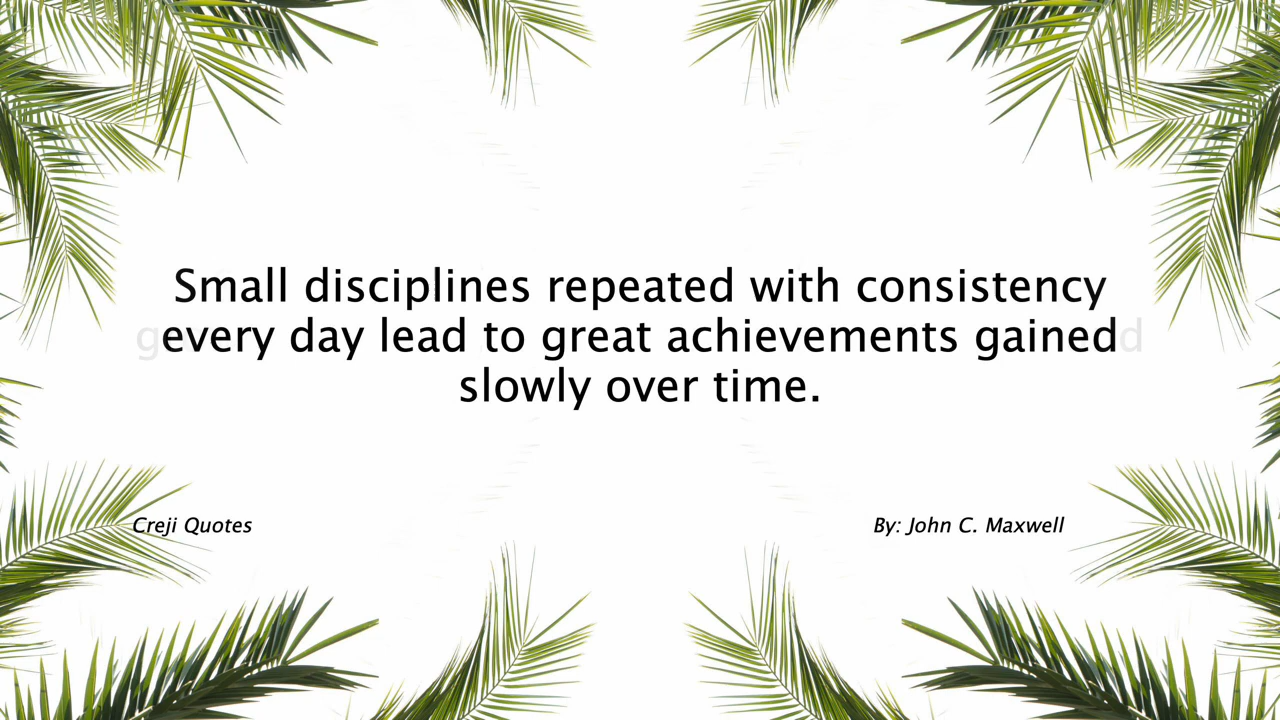 Small disciplines repeated with consistency
every day lead to great achievements gained
slowly over time.
Creji Quotes
By: John C. Maxwell